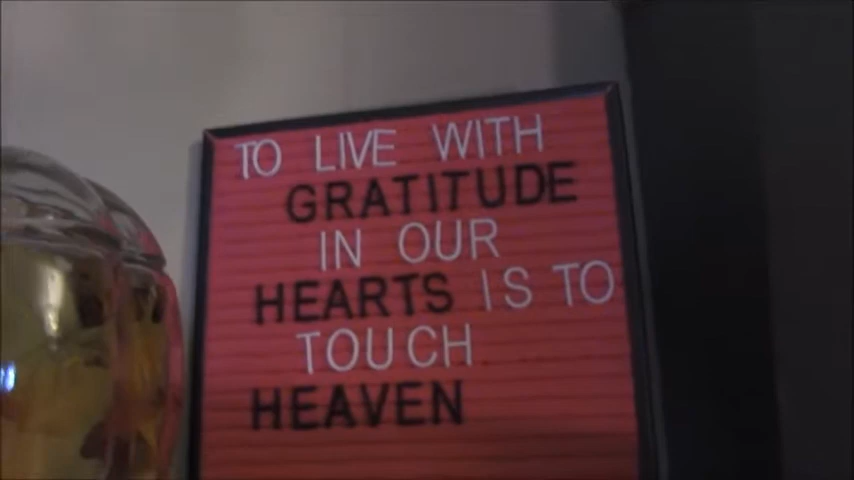 TO LIVE WITH
GRATITUDE
IN OUR
HEARTS IS TO
TOUCH
HEAVEN